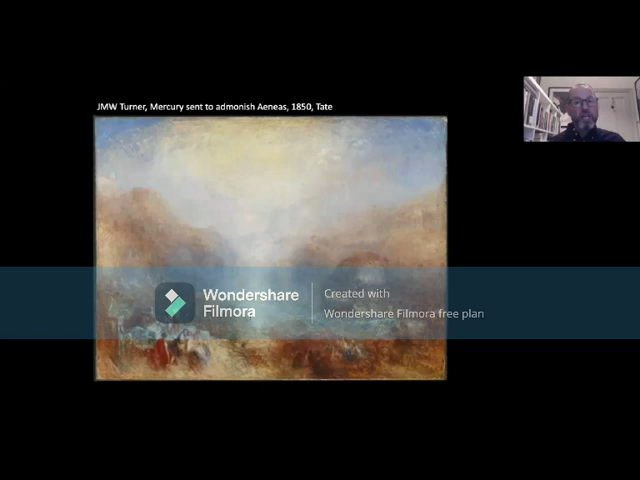 JMW Turner, Mercury sent to admonish Aeneas, 1850, Tate
Wondershare
Filmora
Created with
Wondershare Filmora free plan